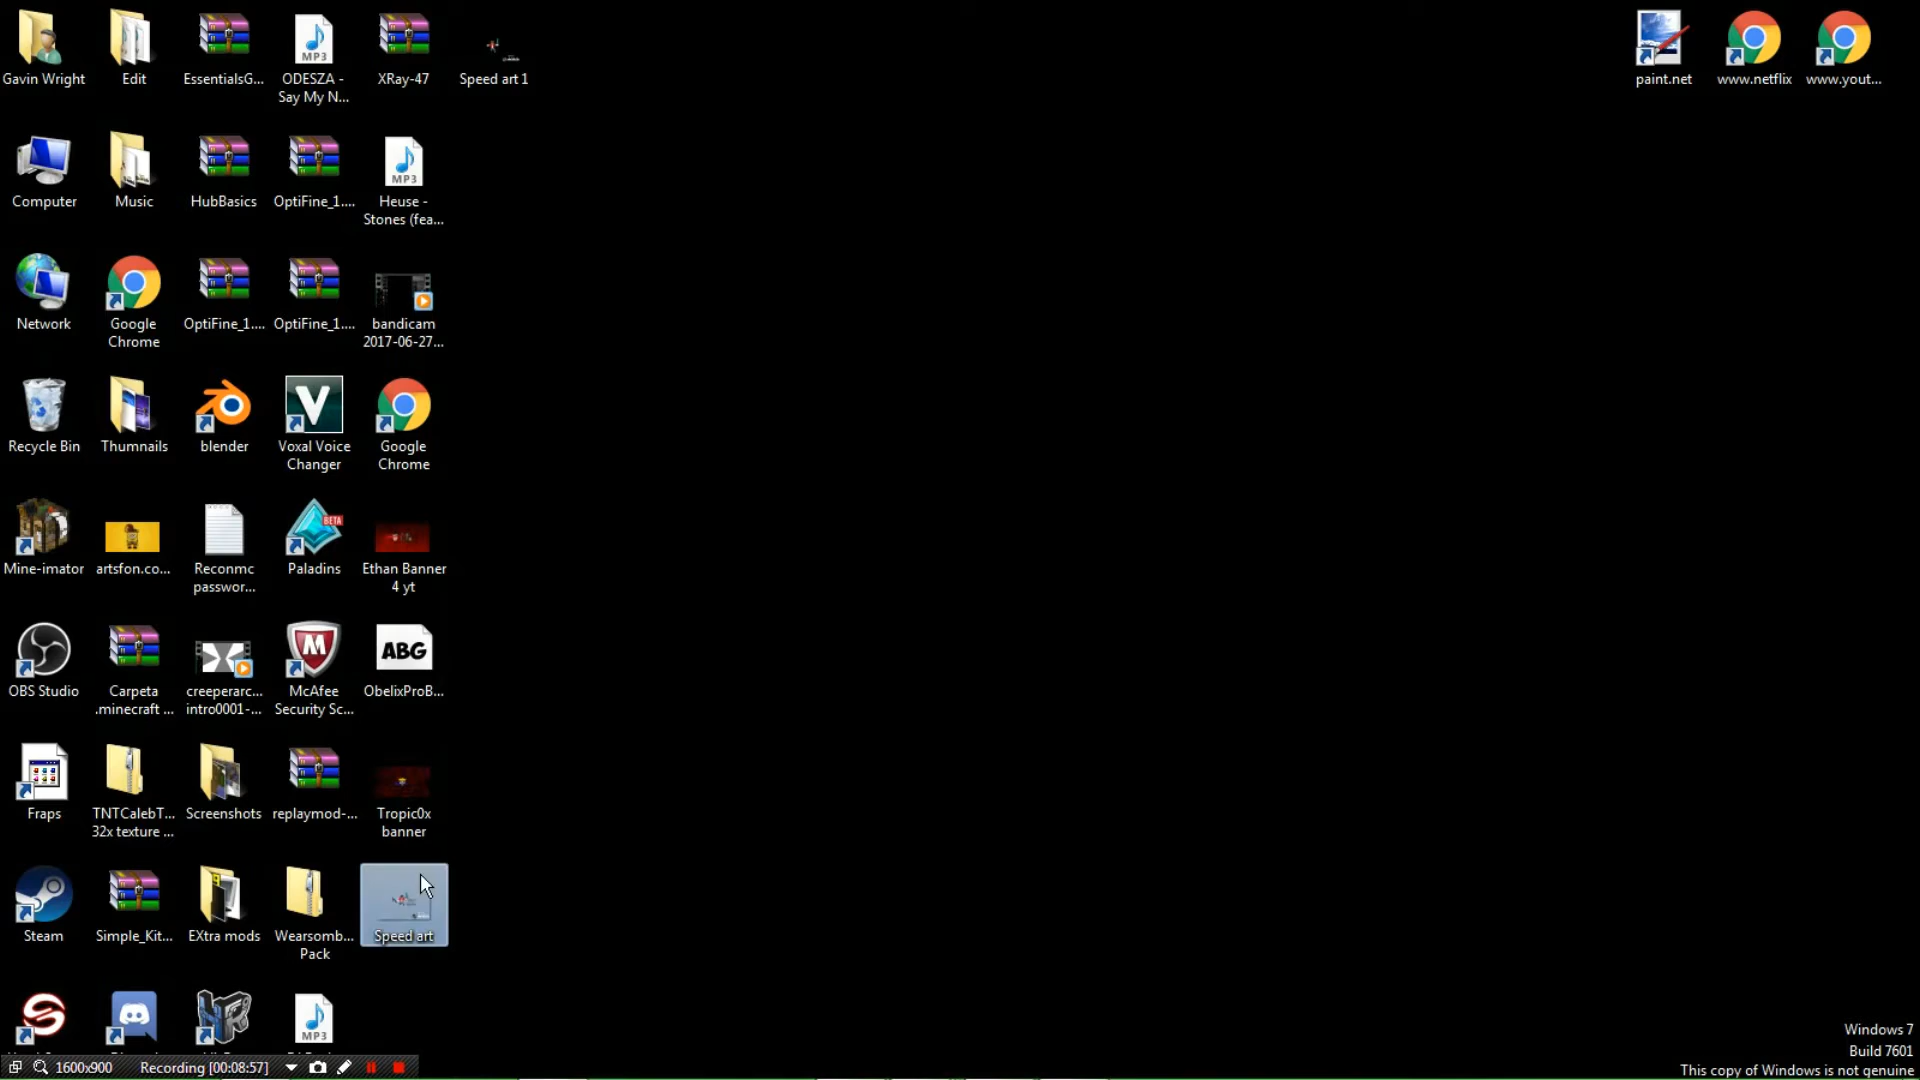 Gavin Wright
Edit
EssentialsG...
MP3
ODESZA -
Say My N...
XRay-47
Speed art 1
paint.net
www.netflix
www.yout...
Computer
Music
HubBasics
OptiFine_1....
MP3
Heuse -
Stones (fea...
Network
Google
Chrome
OptiFine_1....
OptiFine_1....
bandicam
2017-06-27...
Recycle Bin
Thumnails
blender
Voxal Voice
Changer
Google
Chrome
Mine-imator
artsfon.co...
Reconmc
passwor...
BETA
Paladins
Ethan Banner
4 yt
OBS Studio
Carpeta
.minecraft ...
creeperarc...
intro0001-...
McAfee
Security Sc...
ABG
ObelixProB...
Fraps
TNTCalebT...
32x texture ...
Screenshots
replaymod-...
Tropic0x
banner
Steam
Simple_Kit...
EXtra mods
Wearsomb...
Pack
Speed art
MP3
1600x900
Recording [00:08:57]
Windows 7
Build 7601
This copy of Windows is not genuine